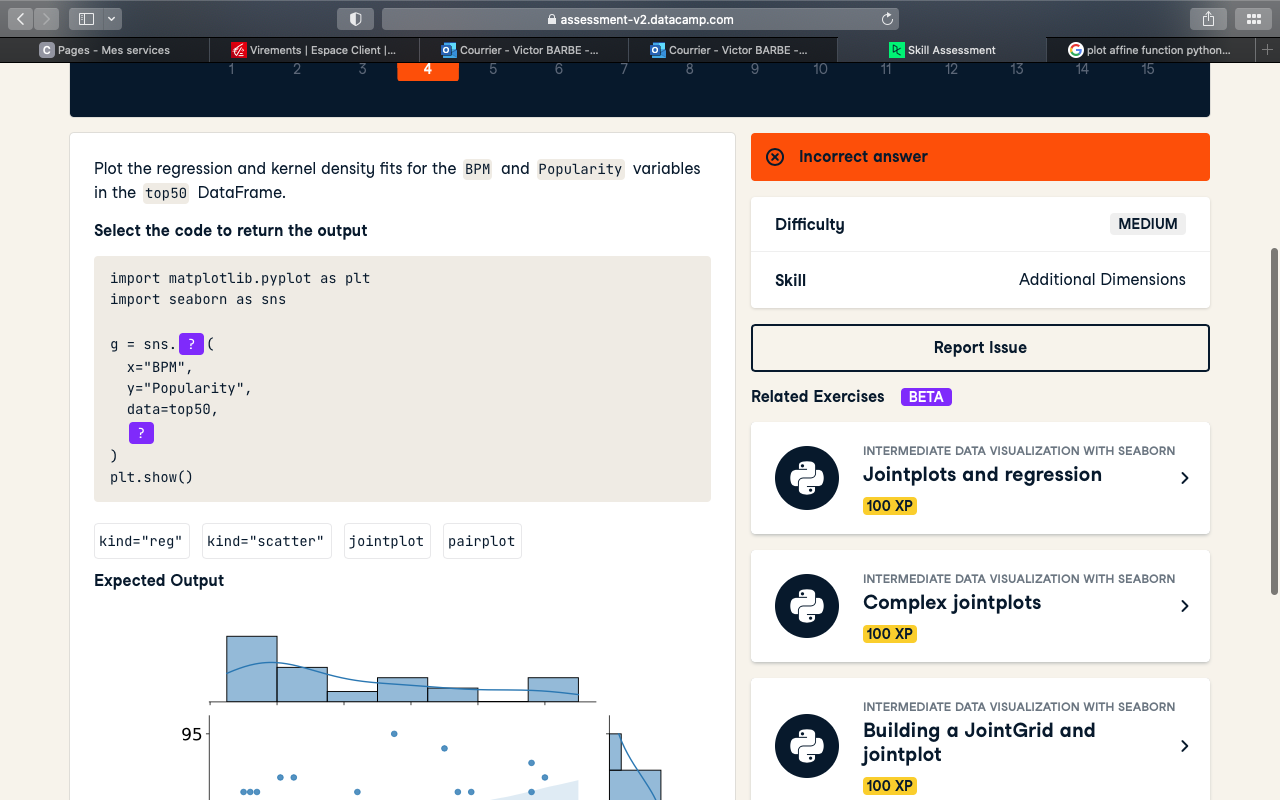 assessment-v2.datacamp.com
C Pages - Mes services
Virements | Espace Client |...
Courrier - Victor BARBE -...
Courrier - Victor BARBE -...
Skill Assessment
plot affine function python...
1 2 3 4 5 6 7 8 9 10 11 12 13 14 15
Plot the regression and kernel density fits for the BPM and Popularity variables
in the top50 DataFrame.
Select the code to return the output
import matplotlib.pyplot as plt
import seaborn as sns
g = sns. ? (
x="BPM",
y="Popularity",
data=top50,
?
)
plt.show()
kind="reg" kind="scatter" jointplot pairplot
Expected Output
95
Incorrect answer
Difficulty MEDIUM
Skill Additional Dimensions
Report Issue
Related Exercises BETA
INTERMEDIATE DATA VISUALIZATION WITH SEABORN
Jointplots and regression
100 XP
INTERMEDIATE DATA VISUALIZATION WITH SEABORN
Complex jointplots
100 XP
INTERMEDIATE DATA VISUALIZATION WITH SEABORN
Building a JointGrid and
jointplot
100 XP